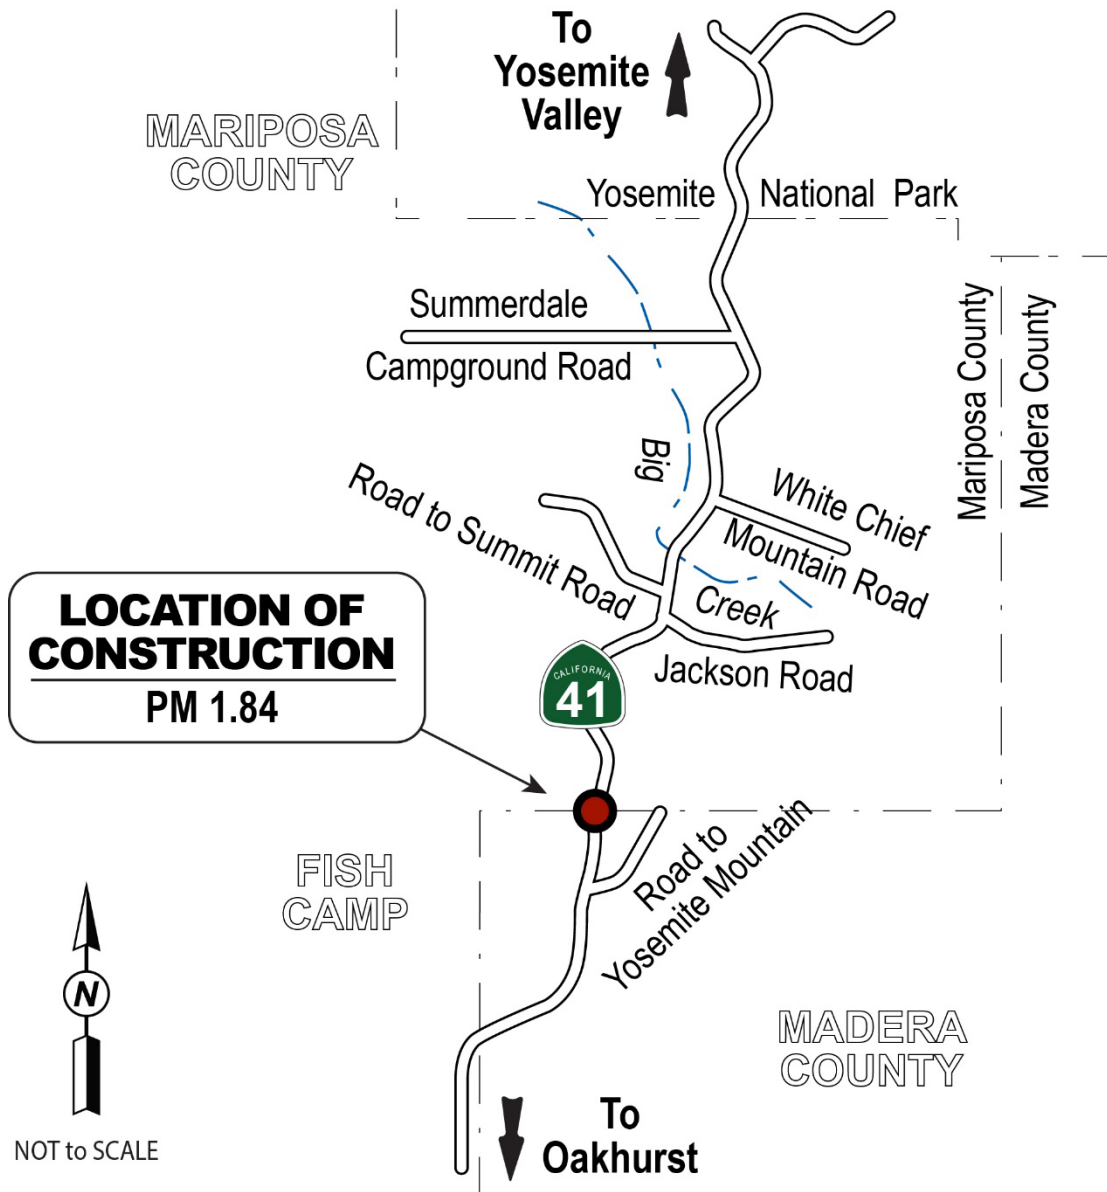 To
Yosemite
Valley
MARIPOSA
COUNTY
Yosemite National Park
Summerdale
Campground Road
Mariposa County
Madera County
Big
Road to Summit Road
White Chief
Mountain Road
Creek
Jackson Road
LOCATION OF
CONSTRUCTION
PM 1.84
CALIFORNIA
41
Road to
Yosemite Mountain
FISH
CAMP
N
NOT to SCALE
MADERA
COUNTY
To
Oakhurst